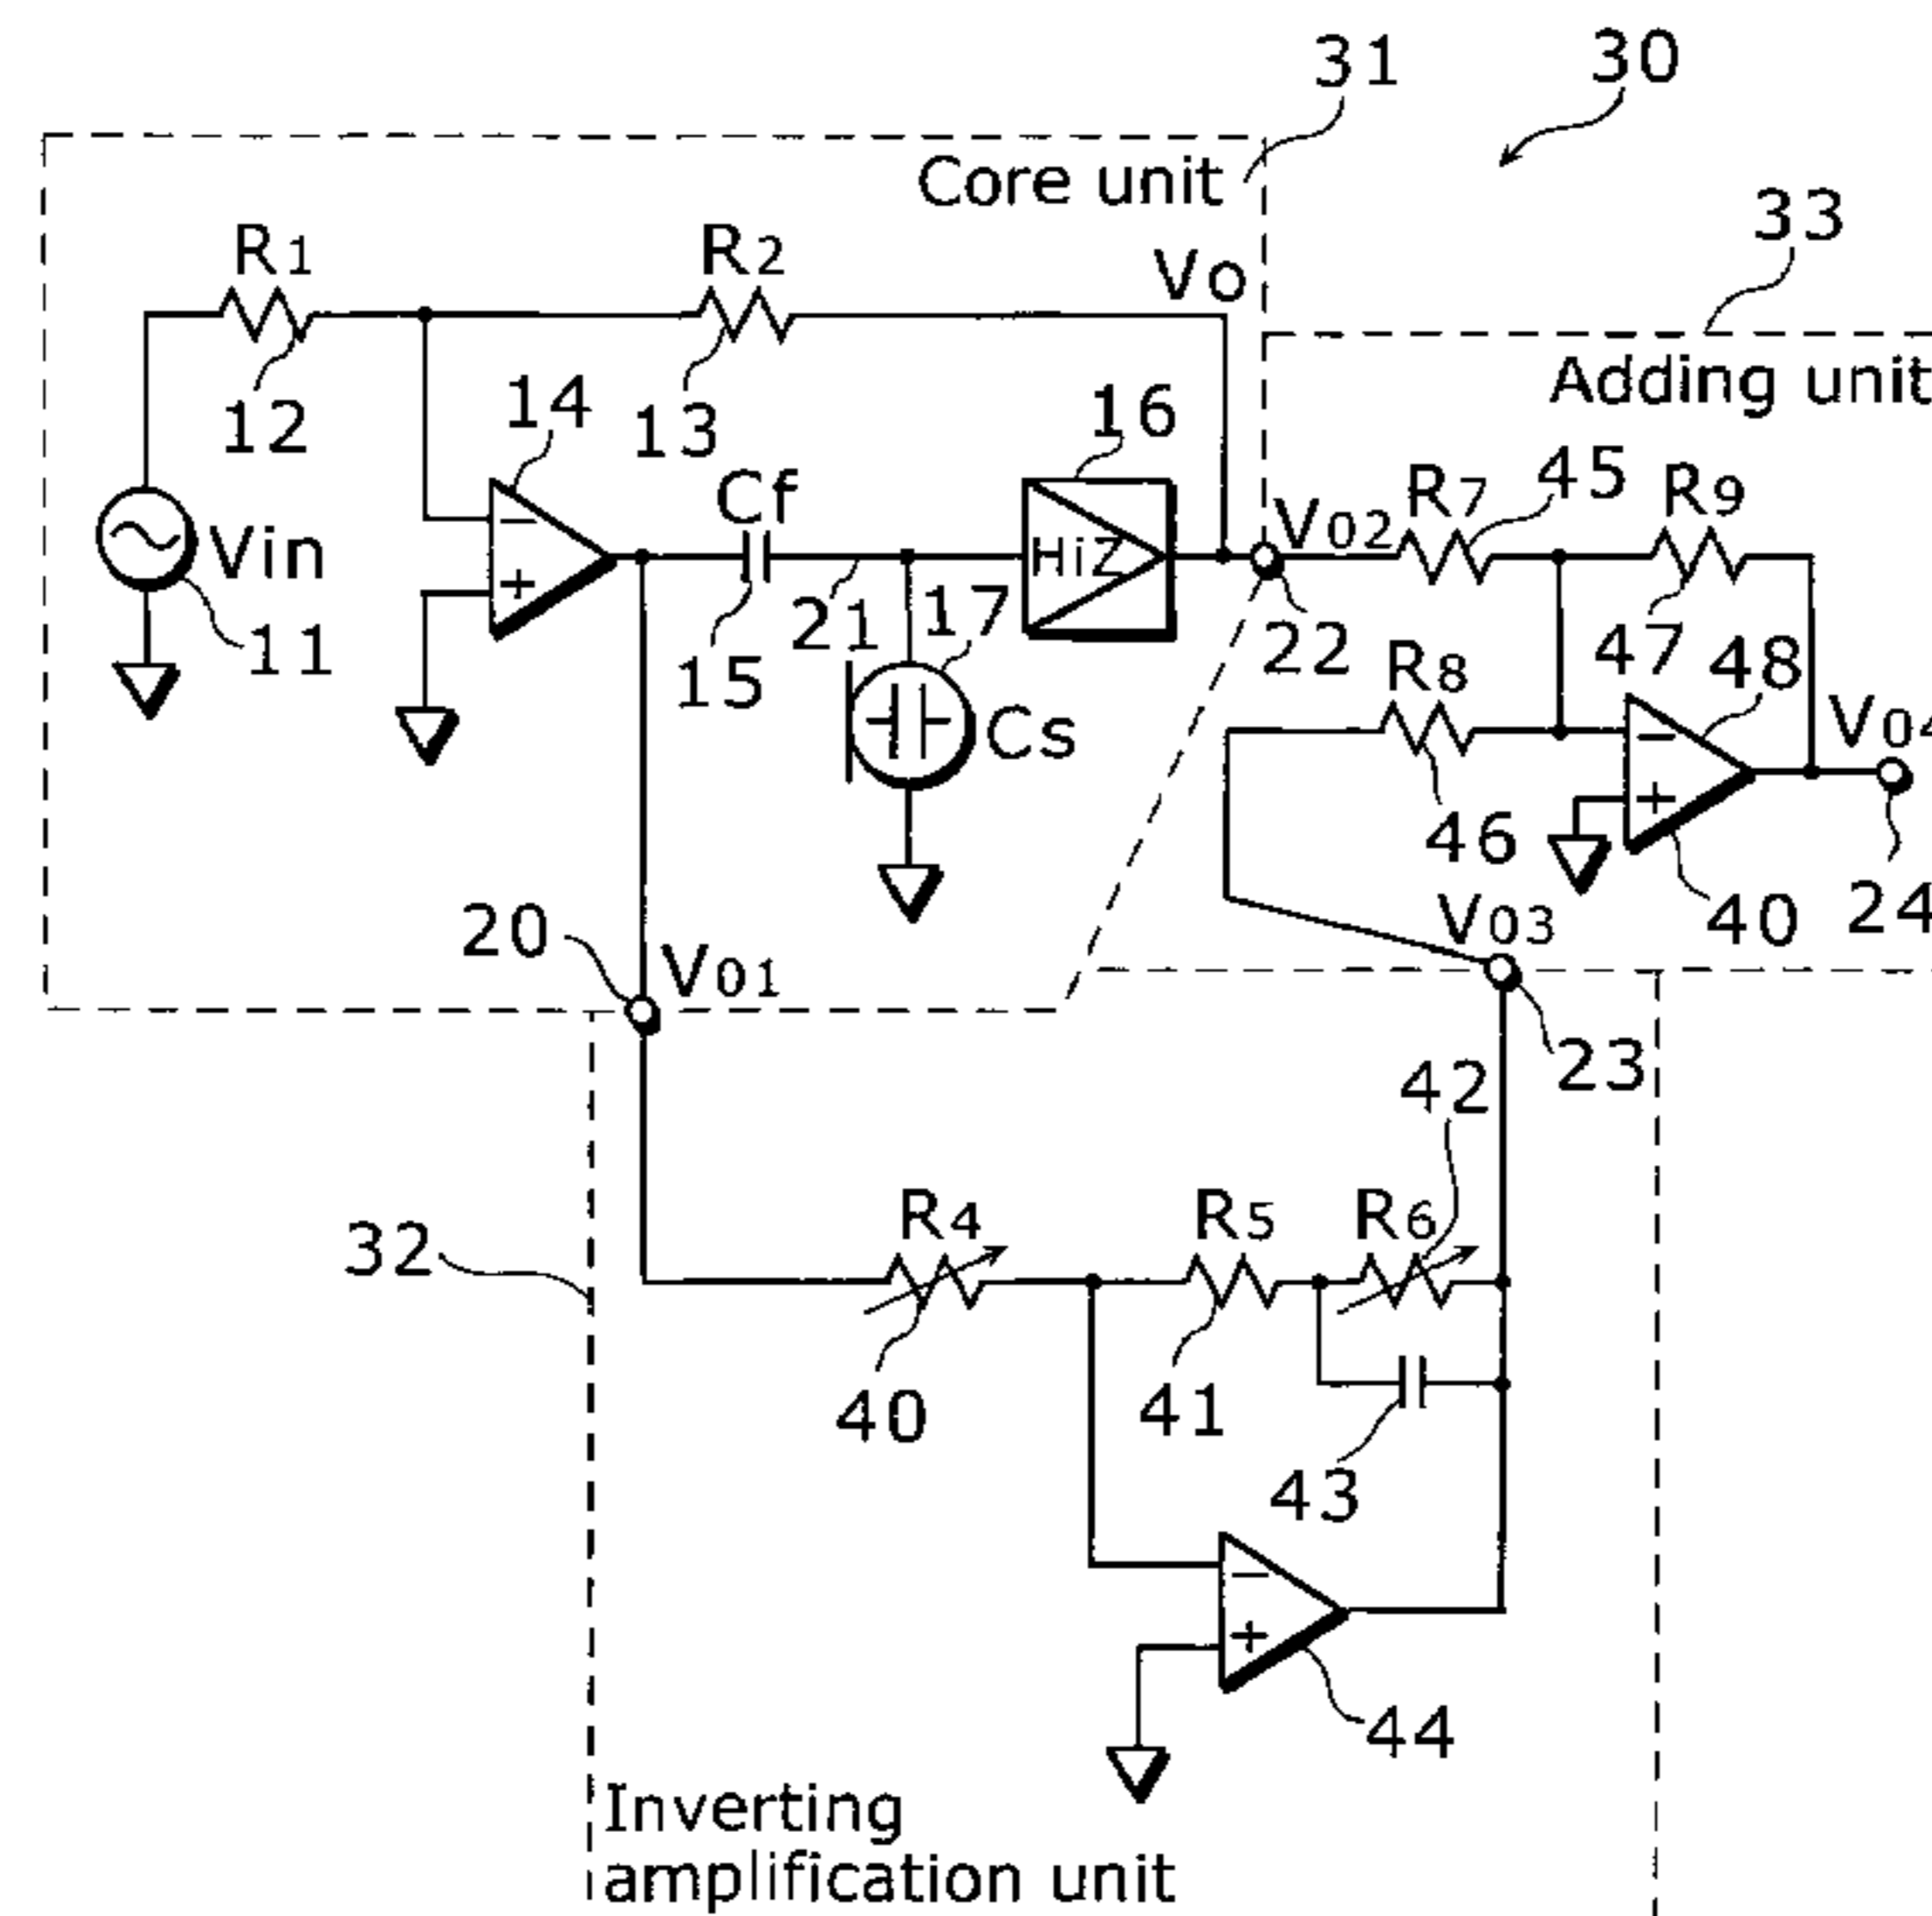 31
30
Core unit
33
R1
R2
Vo
Adding unit
12
14
13
16
45
Cf
V02
R7
R9
Vin
HiZ
11
15
21
17
22
47
48
R8
Cs
V04
46
40
24
20
V01
V03
23
42
32
R4
R5
R6
40
41
43
44
Inverting
amplification unit